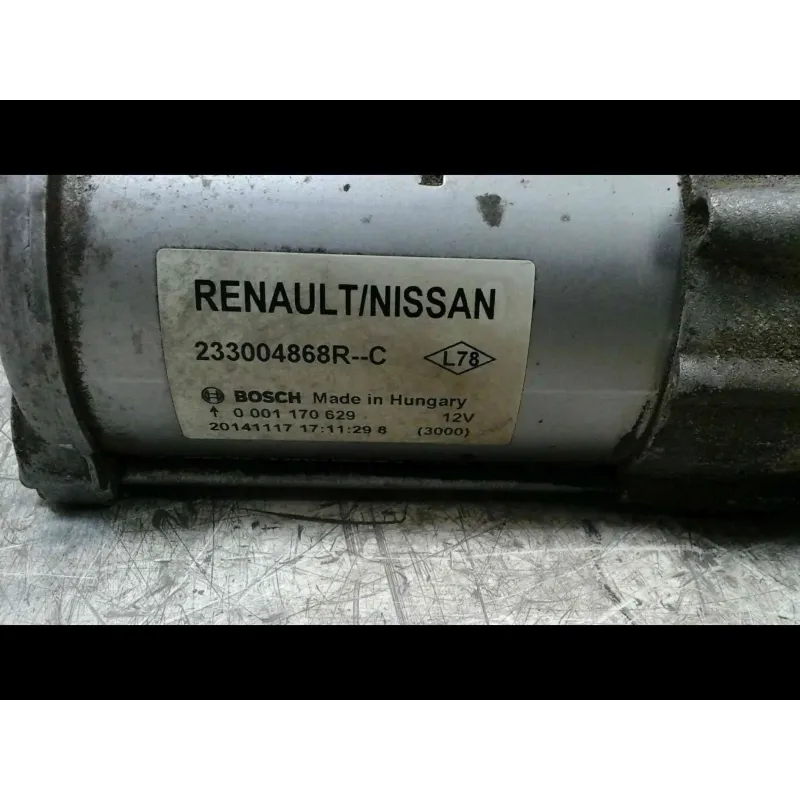 RENAULT/NISSAN
233004868R--C L78
BOSCH Made in Hungary
↑ 0 001 170 629 12V
20141117 17:11:29 8 (3000)